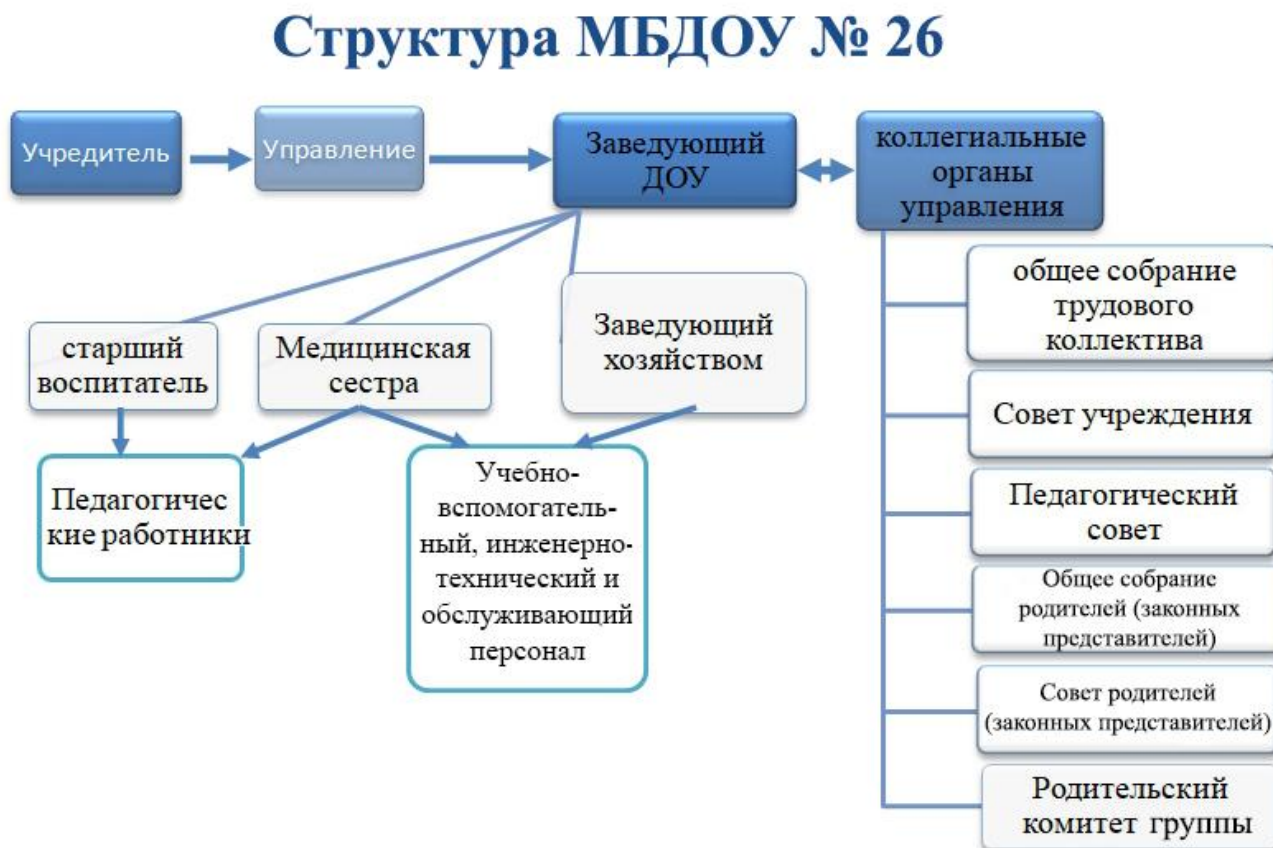 Структура МБДОУ № 26
Учредитель
Управление
Заведующий
ДОУ
коллегиальные
органы
управления
старший
воспитатель
Медицинская
сестра
Заведующий
хозяйством
Педагогичес
кие работники
Учебно-
вспомогатель-
ный, инженерно-
технический и
обслуживающий
персонал
общее собрание
трудового
коллектива
Совет учреждения
Педагогический
совет
Общее собрание
родителей (законных
представителей)
Совет родителей
(законных представителей)
Родительский
комитет группы